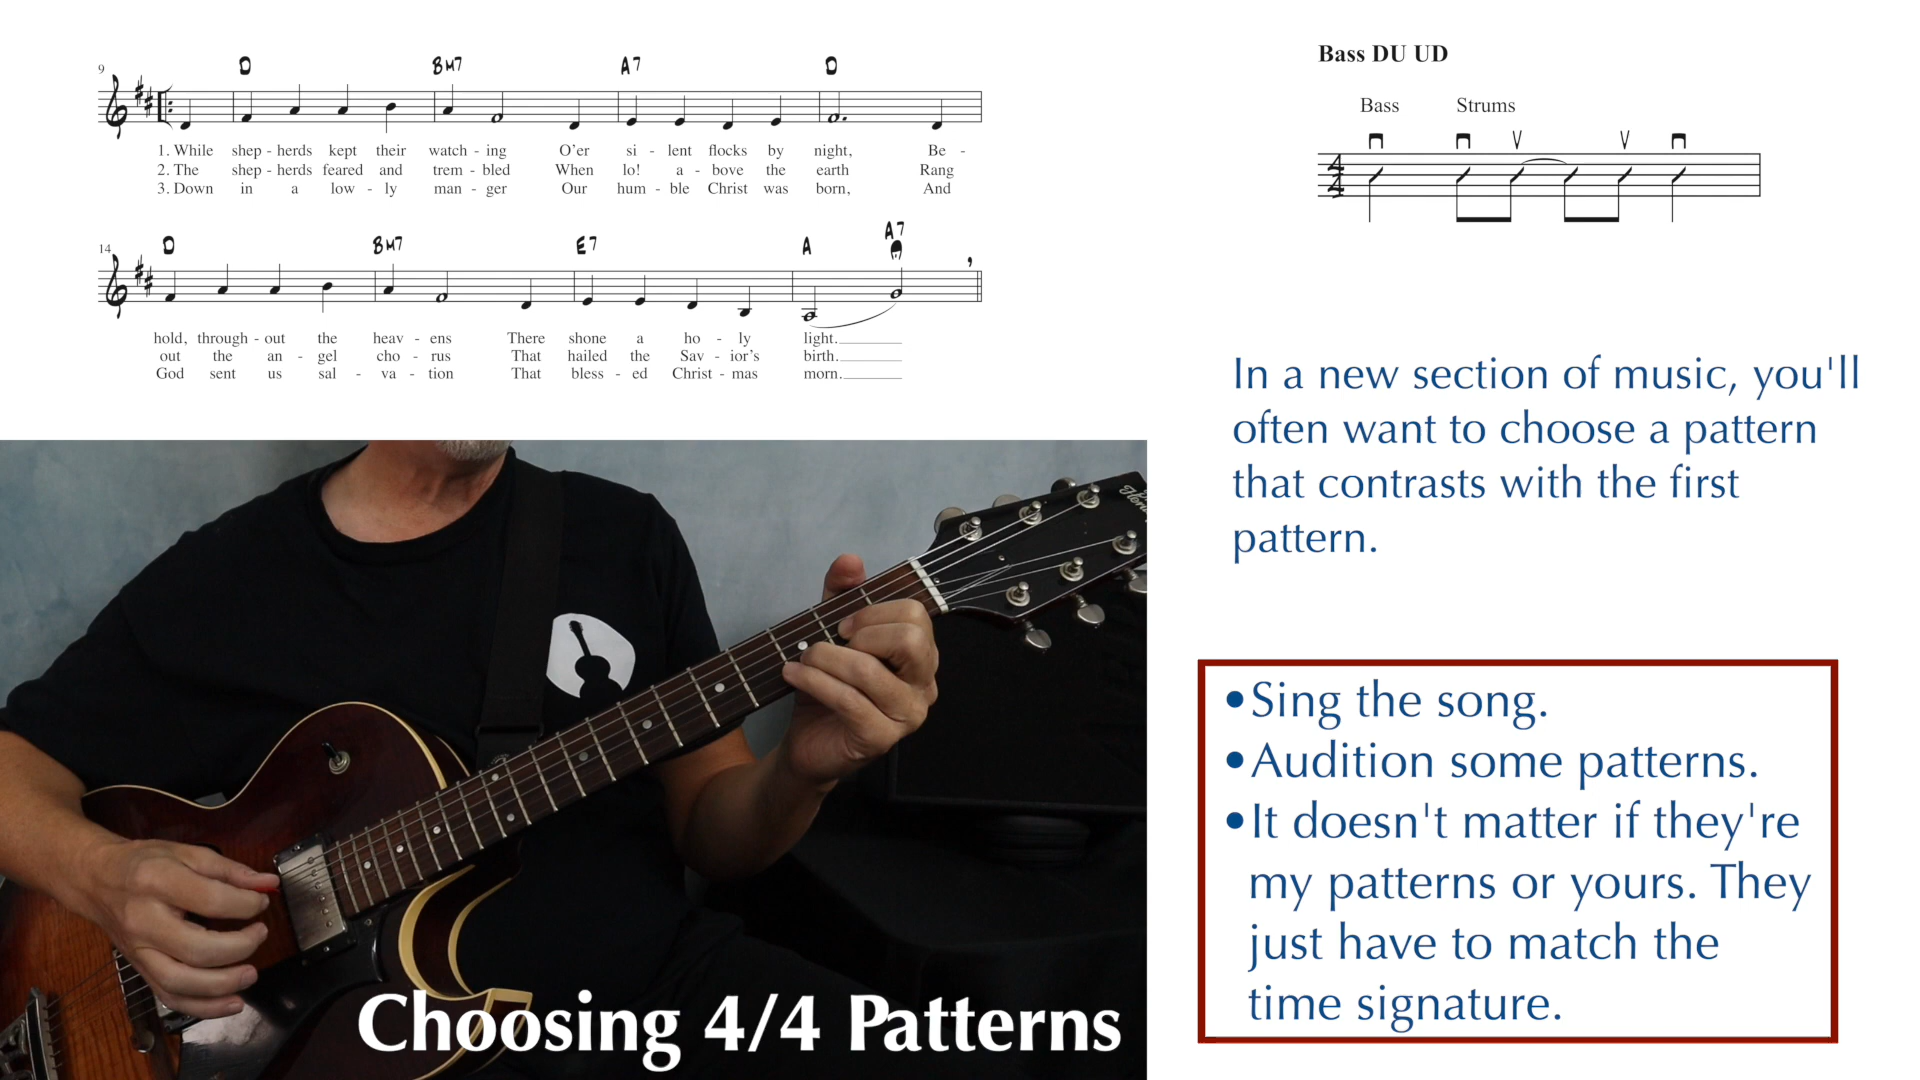 9
D BM7 A7 D
1. While shep - herds kept their watch - ing O'er si - lent flocks by night, Be -
2. The shep - herds feared and trem - bled When lo! a - bove the earth Rang
3. Down in a low - ly man - ger Our hum - ble Christ was born, And
14
D BM7 E7 A A7
hold, through - out the heav - ens There shone a ho - ly light.
out the an - gel cho - rus That hailed the Sav - ior's birth.
God sent us sal - va - tion That bless - ed Christ - mas morn.
Bass DU UD
Bass Strums
4
4
In a new section of music, you'll
often want to choose a pattern
that contrasts with the first
pattern.
•Sing the song.
•Audition some patterns.
•It doesn't matter if they're
my patterns or yours. They
just have to match the
time signature.
Choosing 4/4 Patterns